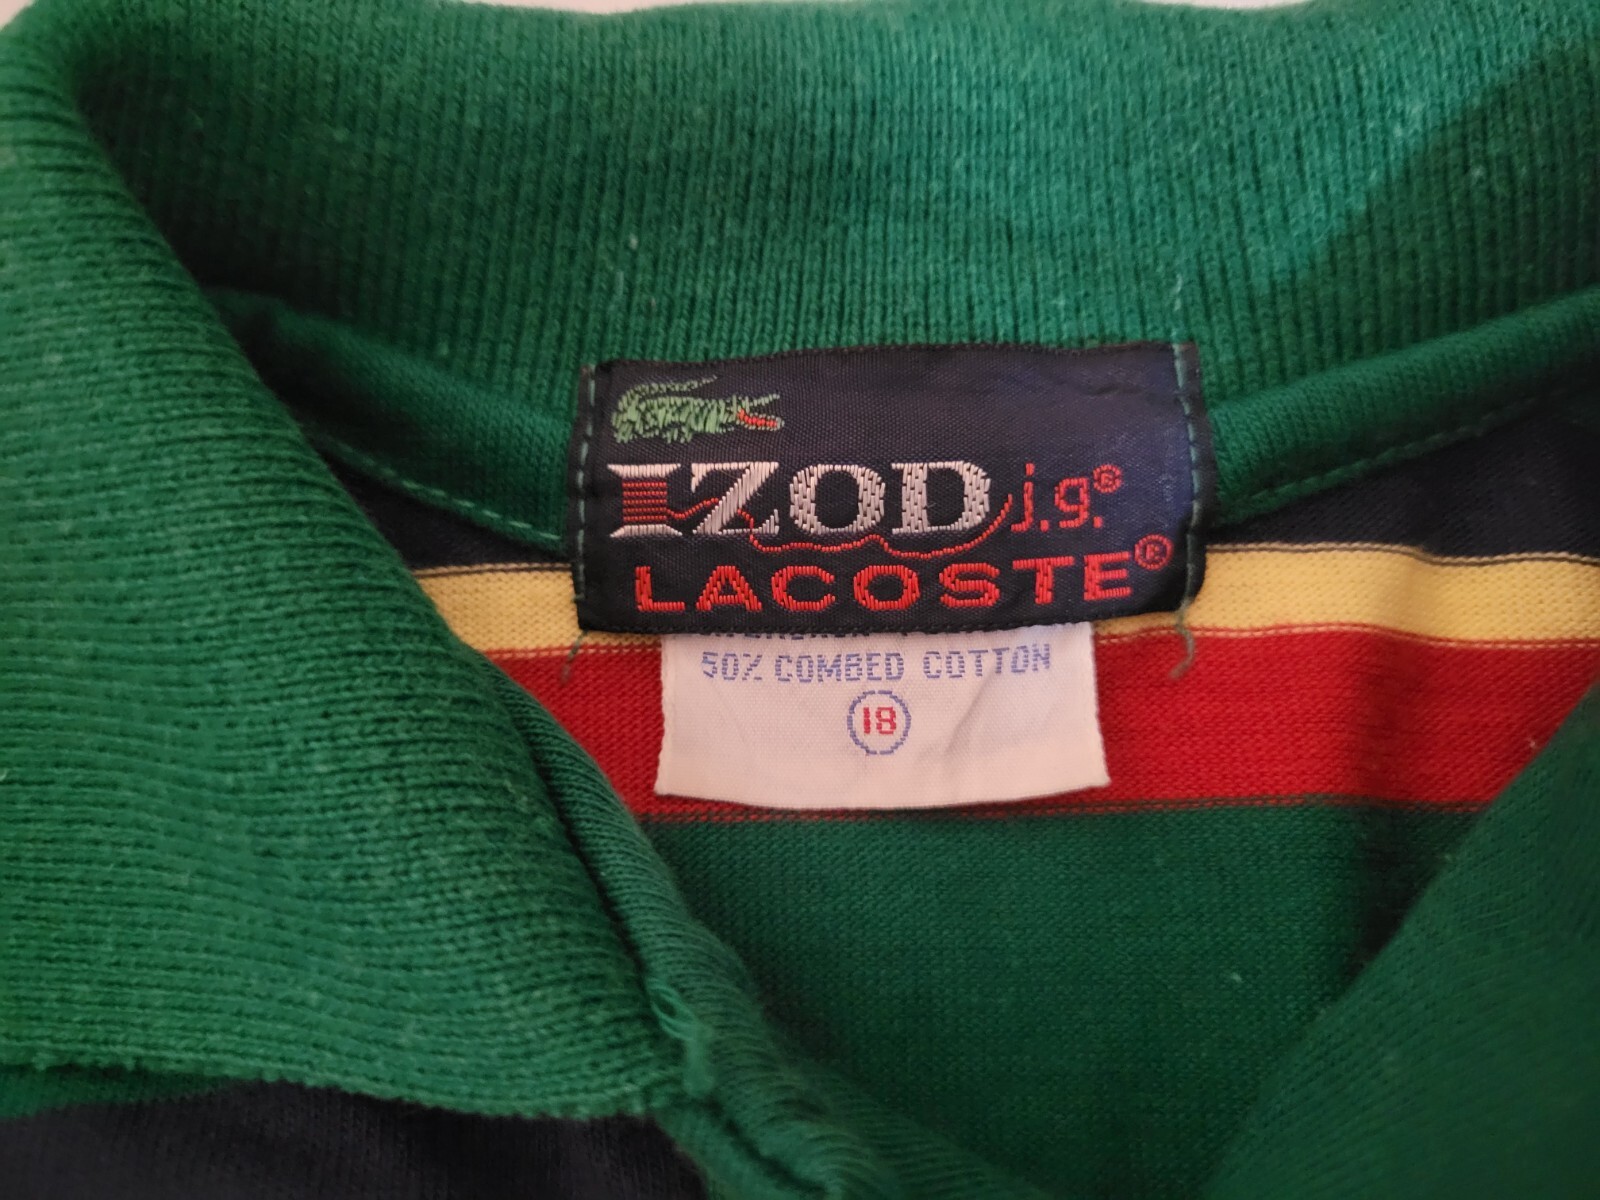 IZOD j.g.®
LACOSTE®
50% COMBED COTTON
18